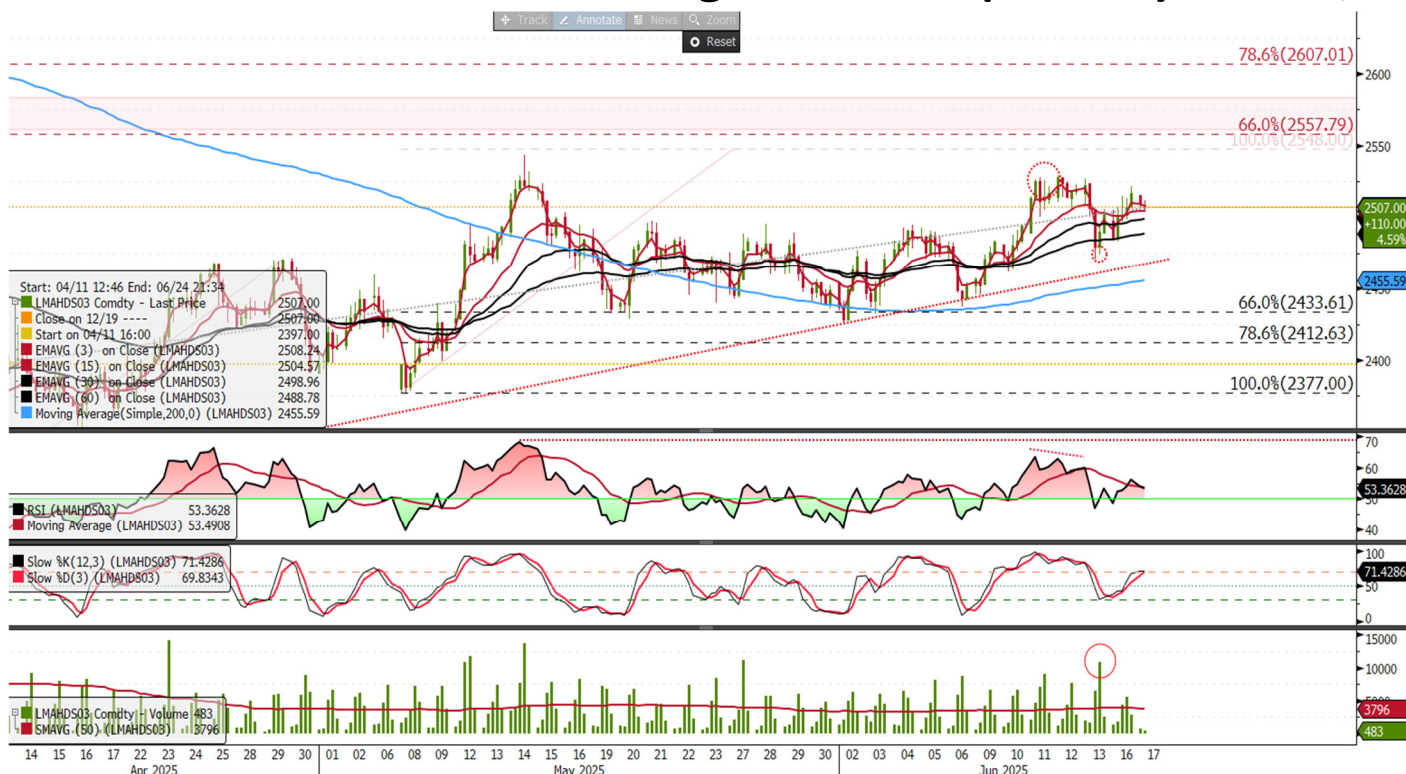 Track Annotate News Zoom
Reset
78.6%(2607.01)
66.0%(2557.79)
100.0%(2548.00)
66.0%(2433.61)
78.6%(2412.63)
100.0%(2377.00)
2600
2550
2507.00
+110.00
4.59%
2455.59
2400
Start: 04/11 12:46 End: 06/24 21:34
LMAHDS03 Comdty - Last Price 2507.00
Close on 12/19 ---- 2507.00
Start on 04/11 16:00 2397.00
EMAVG (3) on Close (LMAHDS03) 2508.24
EMAVG (15) on Close (LMAHDS03) 2504.57
EMAVG (30) on Close (LMAHDS03) 2498.96
EMAVG (60) on Close (LMAHDS03) 2488.78
Moving Average(Simple,200,0) (LMAHDS03) 2455.59
70
60
53.3628
50
40
RSI (LMAHDS03) 53.3628
Moving Average (LMAHDS03) 53.4908
100
71.4286
50
0
Slow %K(12,3) (LMAHDS03) 71.4286
Slow %D(3) (LMAHDS03) 69.8343
15000
10000
3796
483
LMAHDS03 Comdty - Volume 483
SMAVG (50) (LMAHDS03) 3796
14 15 16 17 23 24 25 28 29 30 01 02 06 08 09 12 13 14 15 16 19 20 21 22 23 27 28 29 30 02 03 04 05 06 09 10 11 12 13 16 17
Apr 2025 May 2025 Jun 2025